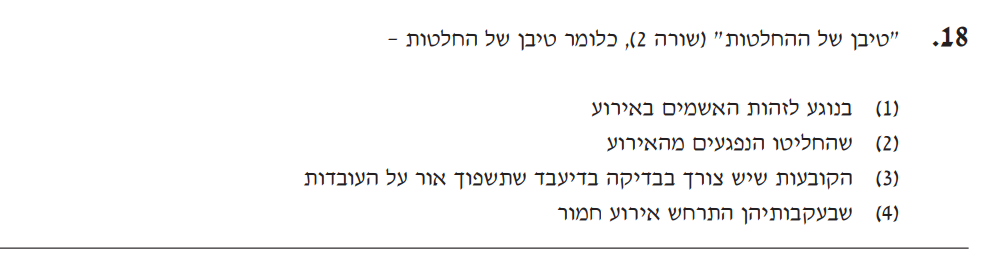 18. "טיבן של ההחלטות" (שורה 2), כלומר טיבן של החלטות –
(1) בנוגע לזהות האשמים באירוע
(2) שהחליטו הנפגעים מהאירוע
(3) הקובעות שיש צורך בבדיקה בדיעבד שתשפוך אור על העובדות
(4) שבעקבותיהן התרחש אירוע חמור